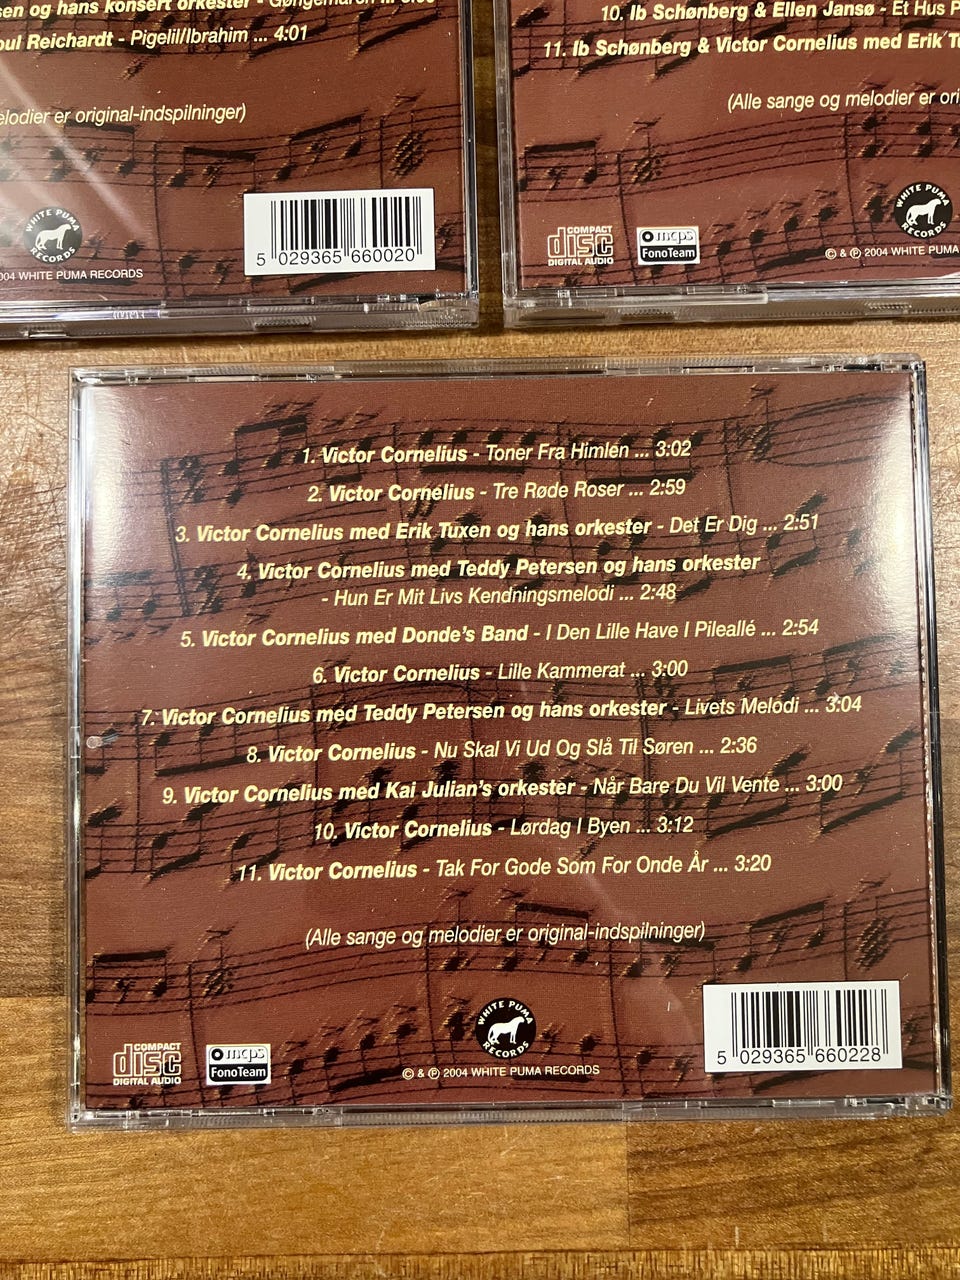 sen og hans konsert orkester - Gøngemarch ... 3:00
oul Reichardt - Pigelil/Ibrahim ... 4:01
elodier er original-indspilninger)
WHITE PUMA RECORDS
004 WHITE PUMA RECORDS
5 029365 660020
10. Ib Schønberg & Ellen Jansø - Et Hus P
11. Ib Schønberg & Victor Cornelius med Erik Tu
(Alle sange og melodier er ori
COMPACT disc DIGITAL AUDIO
mcps FonoTeam
WHITE PUMA RECORDS
© & ℗ 2004 WHITE PUMA
1. Victor Cornelius - Toner Fra Himlen ... 3:02
2. Victor Cornelius - Tre Røde Roser ... 2:59
3. Victor Cornelius med Erik Tuxen og hans orkester - Det Er Dig ... 2:51
4. Victor Cornelius med Teddy Petersen og hans orkester
- Hun Er Mit Livs Kendningsmelodi ... 2:48
5. Victor Cornelius med Donde's Band - I Den Lille Have I Pileallé ... 2:54
6. Victor Cornelius - Lille Kammerat ... 3:00
7. Victor Cornelius med Teddy Petersen og hans orkester - Livets Melodi ... 3:04
8. Victor Cornelius - Nu Skal Vi Ud Og Slå Til Søren ... 2:36
9. Victor Cornelius med Kai Julian's orkester - Når Bare Du Vil Vente ... 3:00
10. Victor Cornelius - Lørdag I Byen ... 3:12
11. Victor Cornelius - Tak For Gode Som For Onde År ... 3:20
(Alle sange og melodier er original-indspilninger)
COMPACT disc DIGITAL AUDIO
mcps FonoTeam
WHITE PUMA RECORDS
© & ℗ 2004 WHITE PUMA RECORDS
5 029365 660228